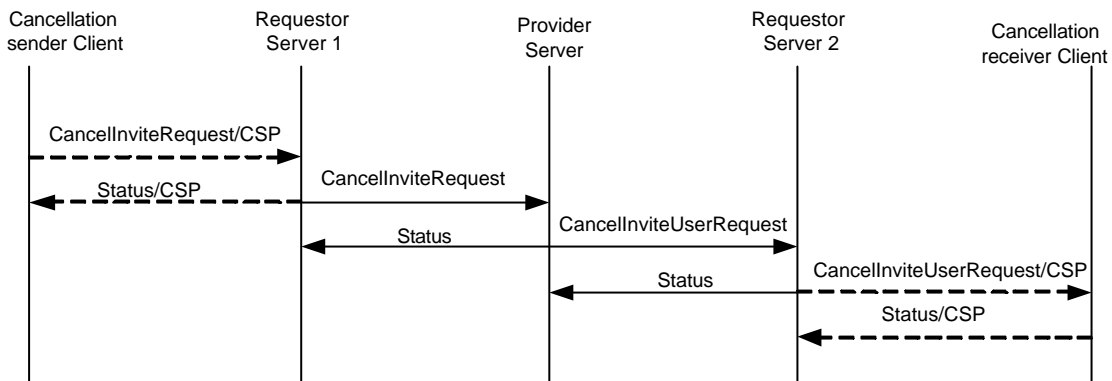 Cancellation
sender Client
Requestor
Server 1
Provider
Server
Requestor
Server 2
Cancellation
receiver Client
CancelInviteRequest/CSP
Status/CSP
CancelInviteRequest
Status
CancelInviteUserRequest
Status
CancelInviteUserRequest/CSP
Status/CSP